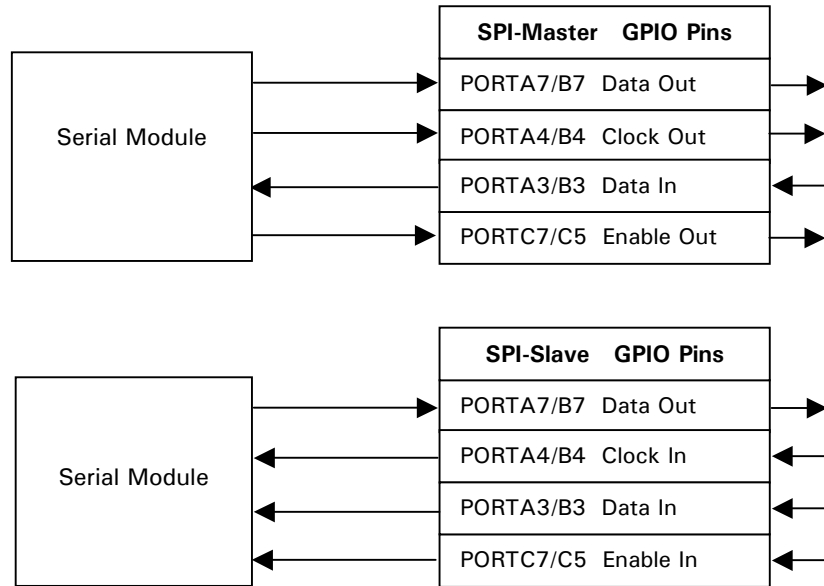 SPI-Master GPIO Pins
PORTA7/B7 Data Out
Serial Module
PORTA4/B4 Clock Out
PORTA3/B3 Data In
PORTC7/C5 Enable Out
SPI-Slave GPIO Pins
PORTA7/B7 Data Out
PORTA4/B4 Clock In
Serial Module
PORTA3/B3 Data In
PORTC7/C5 Enable In